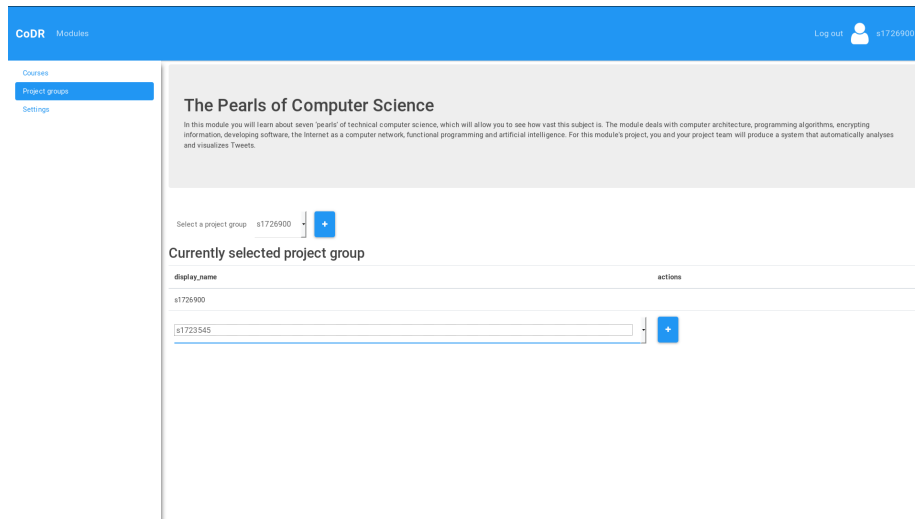 CoDR Modules Log out s1726900
Courses
Project groups
Settings
The Pearls of Computer Science
In this module you will learn about seven 'pearls' of technical computer science, which will allow you to see how vast this subject is. The module deals with computer architecture, programming algorithms, encrypting
information, developing software, the Internet as a computer network, functional programming and artificial intelligence. For this module's project, you and your project team will produce a system that automatically analyses
and visualizes Tweets.
Select a project group s1726900 +
Currently selected project group
display_name actions
s1726900
s1723545 +